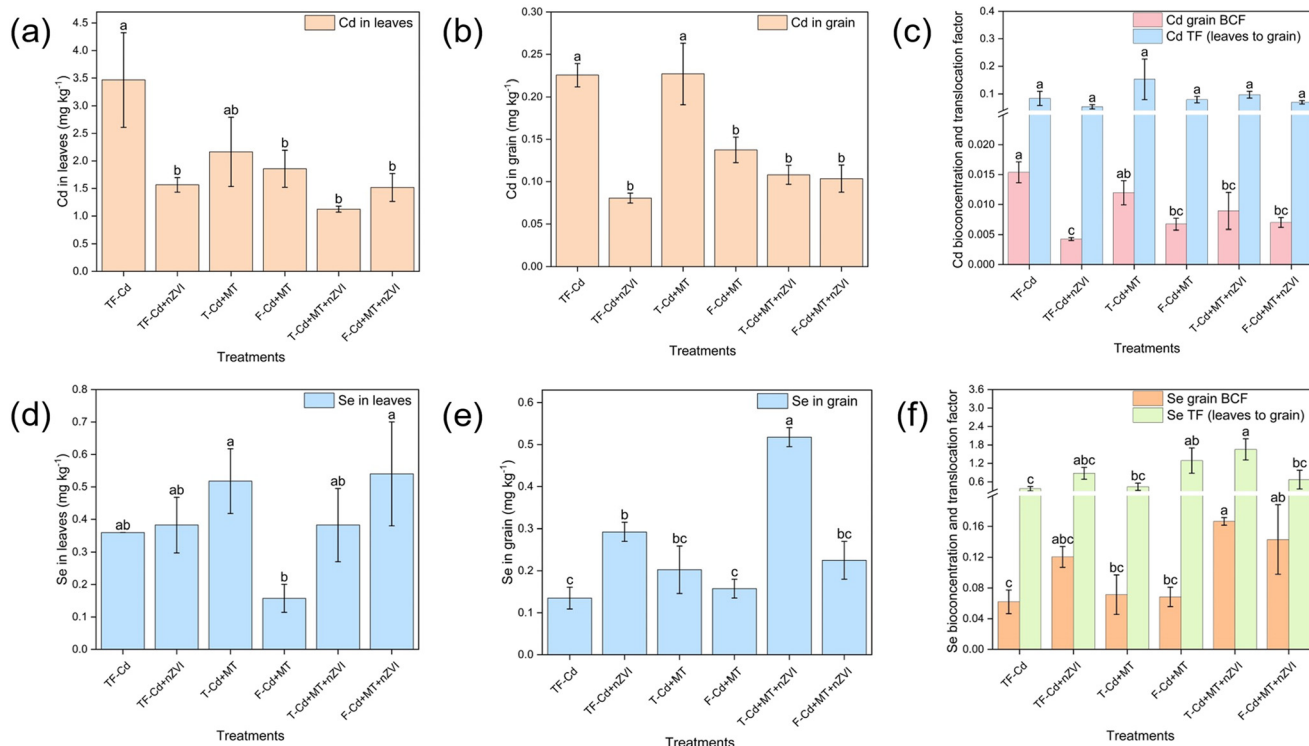 (a)
Cd in leaves
Cd in leaves (mg kg⁻¹)
4.5
4.0
3.5
3.0
2.5
2.0
1.5
1.0
0.5
0.0
a
b
ab
b
b
b
TF-Cd
TF-Cd+nZVI
T-Cd+MT
F-Cd+MT
T-Cd+MT+nZVI
F-Cd+MT+nZVI
Treatments
(b)
Cd in grain
Cd in grain (mg kg⁻¹)
0.30
0.25
0.20
0.15
0.10
0.05
0.00
a
b
a
b
b
b
TF-Cd
TF-Cd+nZVI
T-Cd+MT
F-Cd+MT
T-Cd+MT+nZVI
F-Cd+MT+nZVI
Treatments
(c)
Cd grain BCF
Cd TF (leaves to grain)
Cd bioconcentration and translocation factor
0.4
0.3
0.2
0.1
0.020
0.015
0.010
0.005
0.000
a
a
a
a
a
a
a
c
ab
bc
bc
bc
TF-Cd
TF-Cd+nZVI
T-Cd+MT
F-Cd+MT
T-Cd+MT+nZVI
F-Cd+MT+nZVI
Treatments
(d)
Se in leaves
Se in leaves (mg kg⁻¹)
0.8
0.7
0.6
0.5
0.4
0.3
0.2
0.1
0.0
ab
ab
a
b
ab
a
TF-Cd
TF-Cd+nZVI
T-Cd+MT
F-Cd+MT
T-Cd+MT+nZVI
F-Cd+MT+nZVI
Treatments
(e)
Se in grain
Se in grain (mg kg⁻¹)
0.6
0.5
0.3
0.2
0.1
0.0
c
b
bc
c
a
bc
TF-Cd
TF-Cd+nZVI
T-Cd+MT
F-Cd+MT
T-Cd+MT+nZVI
F-Cd+MT+nZVI
Treatments
(f)
Se grain BCF
Se TF (leaves to grain)
Se bioconcentration and translocation factor
3.6
3.0
2.4
1.8
1.2
0.6
0.16
0.12
0.08
0.04
0.00
c
abc
bc
ab
a
bc
c
abc
bc
bc
a
ab
TF-Cd
TF-Cd+nZVI
T-Cd+MT
F-Cd+MT
T-Cd+MT+nZVI
F-Cd+MT+nZVI
Treatments